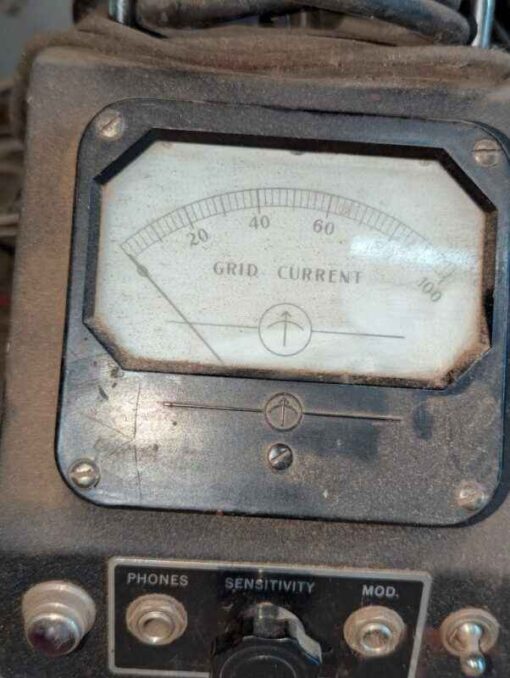 20 40 60 100
GRID CURRENT
PHONES SENSITIVITY MOD.